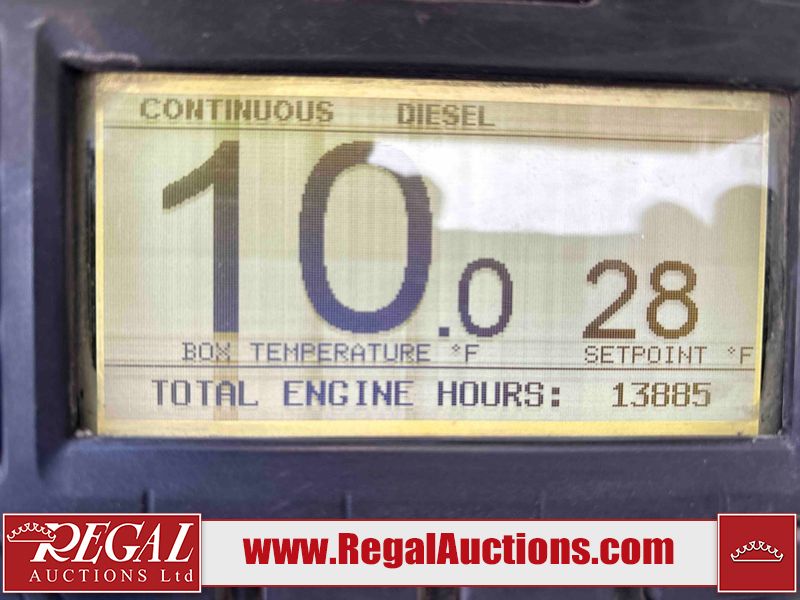 CONTINUOUS DIESEL
10.0 28
BOX TEMPERATURE °F SETPOINT °F
TOTAL ENGINE HOURS: 13885
REGAL
AUCTIONS Ltd
www.RegalAuctions.com